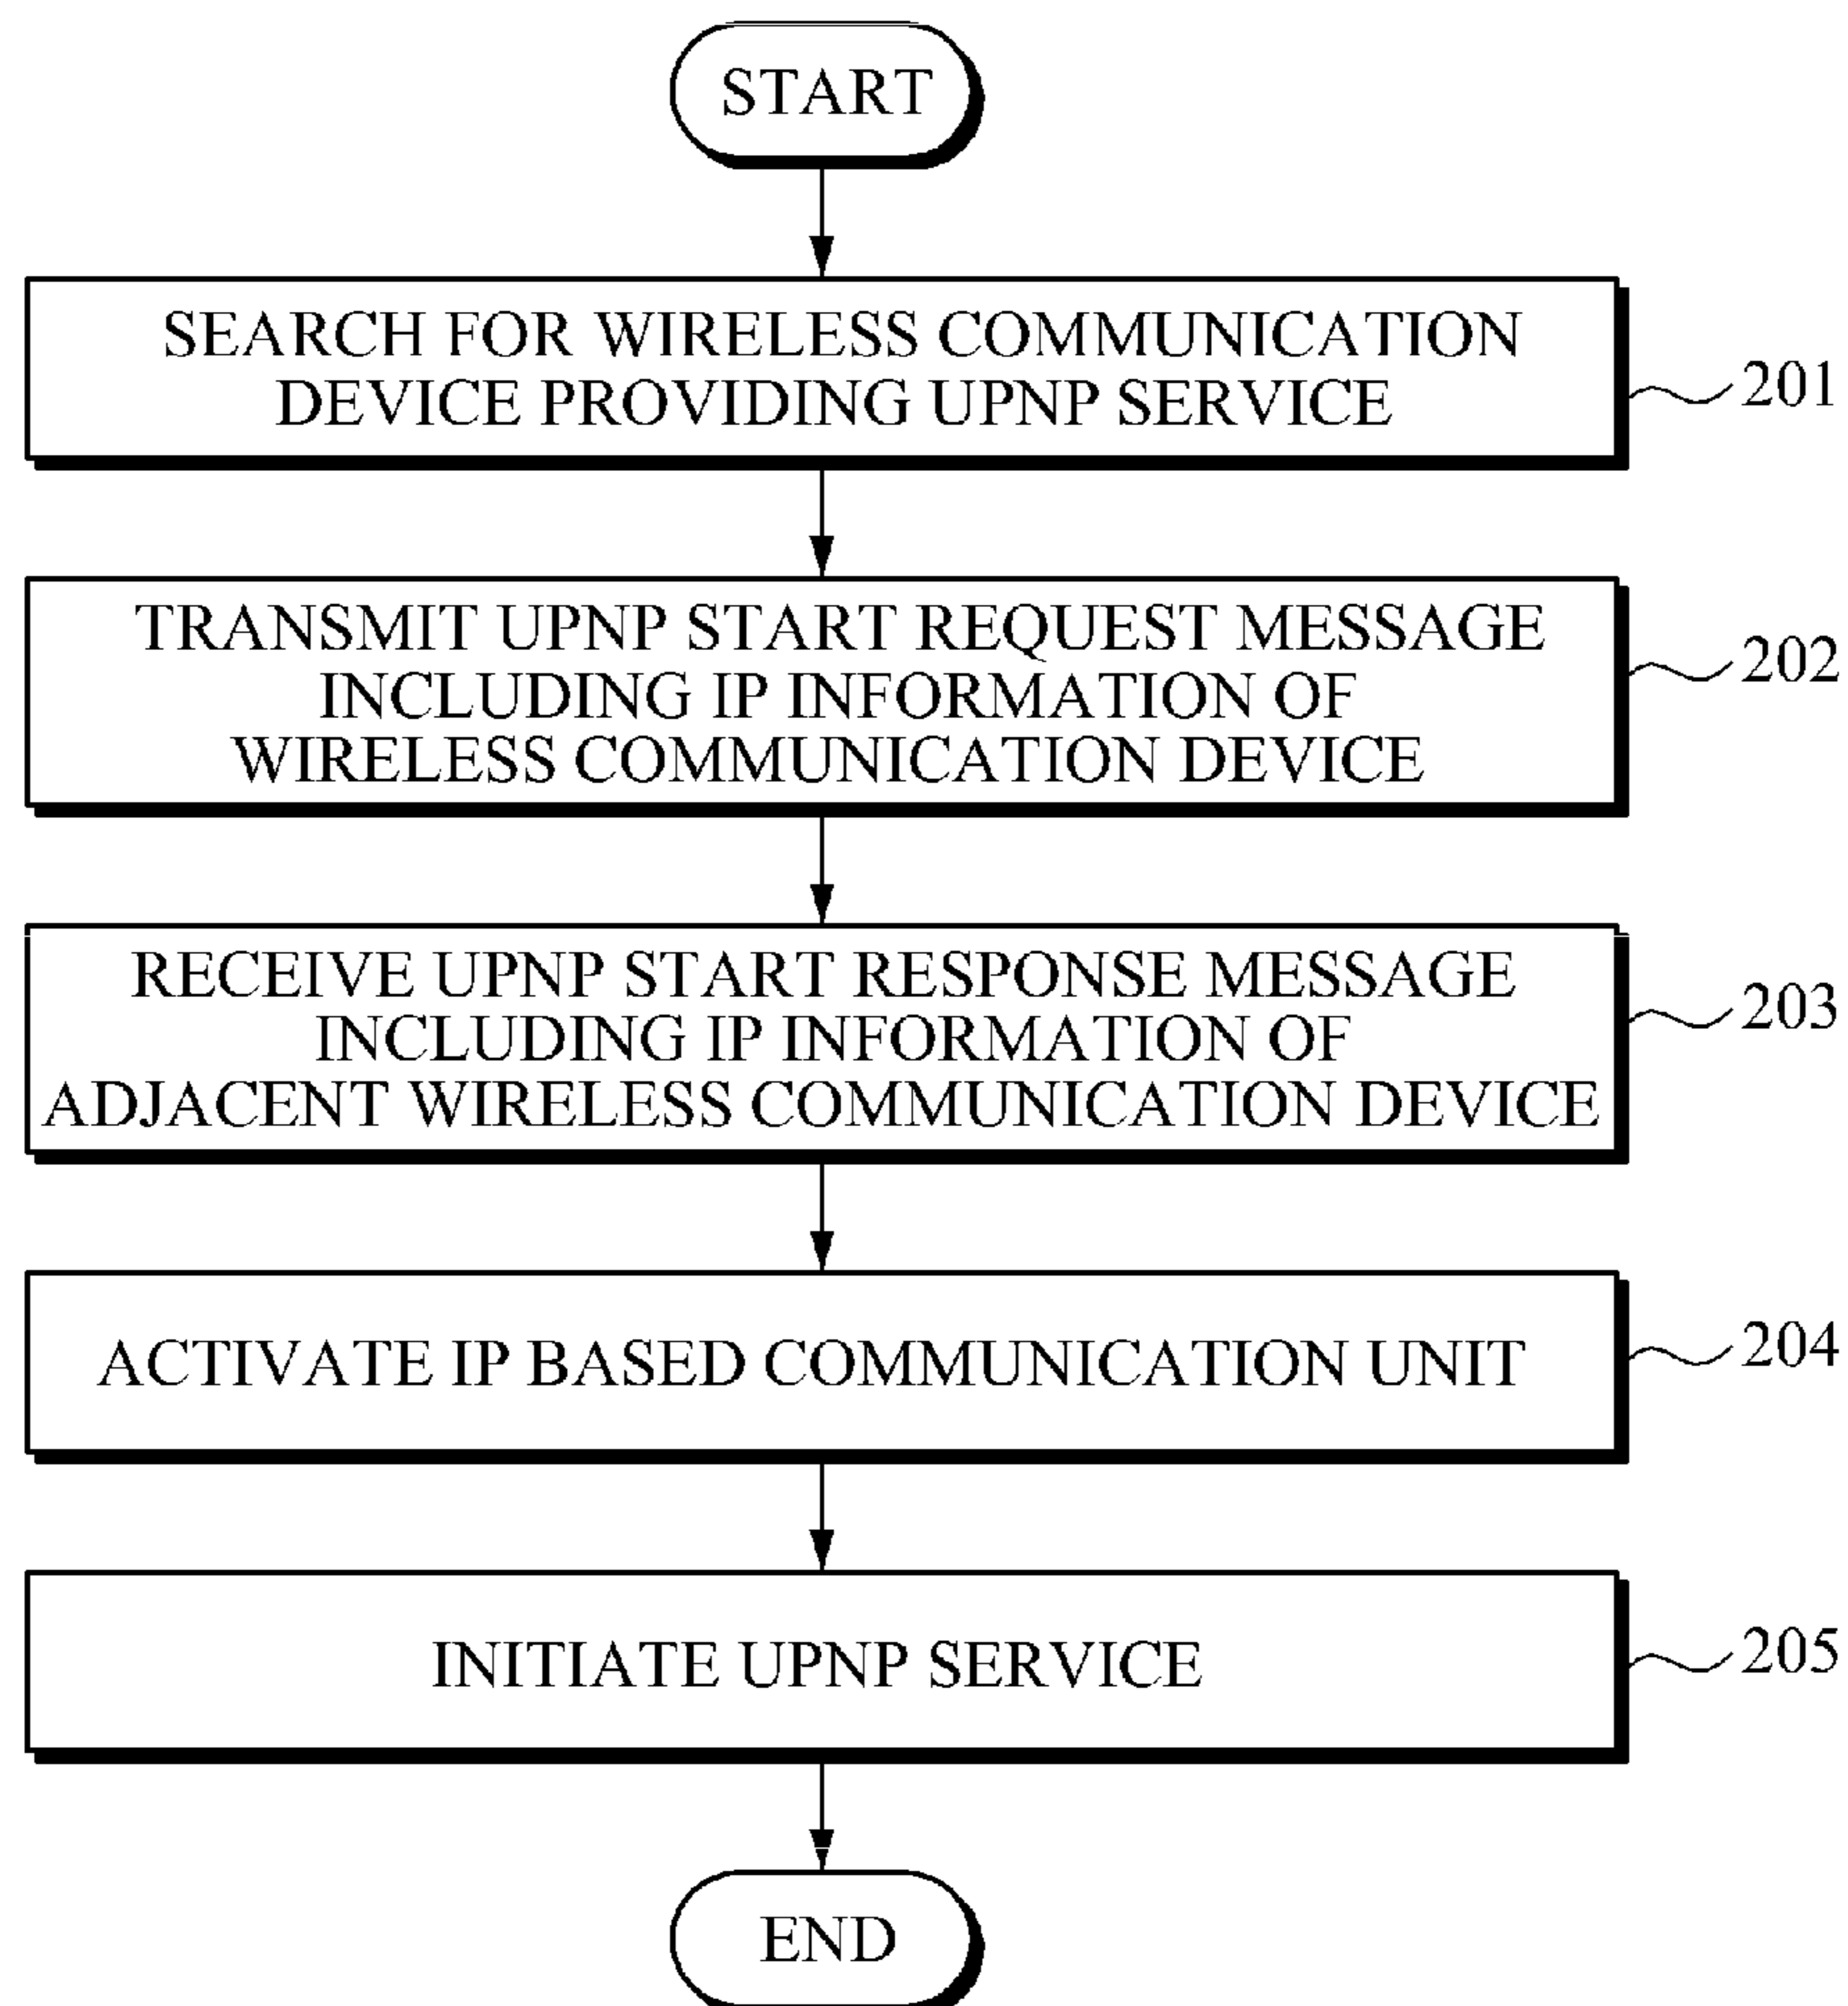 START
SEARCH FOR WIRELESS COMMUNICATION
DEVICE PROVIDING UPNP SERVICE
201
TRANSMIT UPNP START REQUEST MESSAGE
INCLUDING IP INFORMATION OF
WIRELESS COMMUNICATION DEVICE
202
RECEIVE UPNP START RESPONSE MESSAGE
INCLUDING IP INFORMATION OF
ADJACENT WIRELESS COMMUNICATION DEVICE
203
ACTIVATE IP BASED COMMUNICATION UNIT
204
INITIATE UPNP SERVICE
205
END